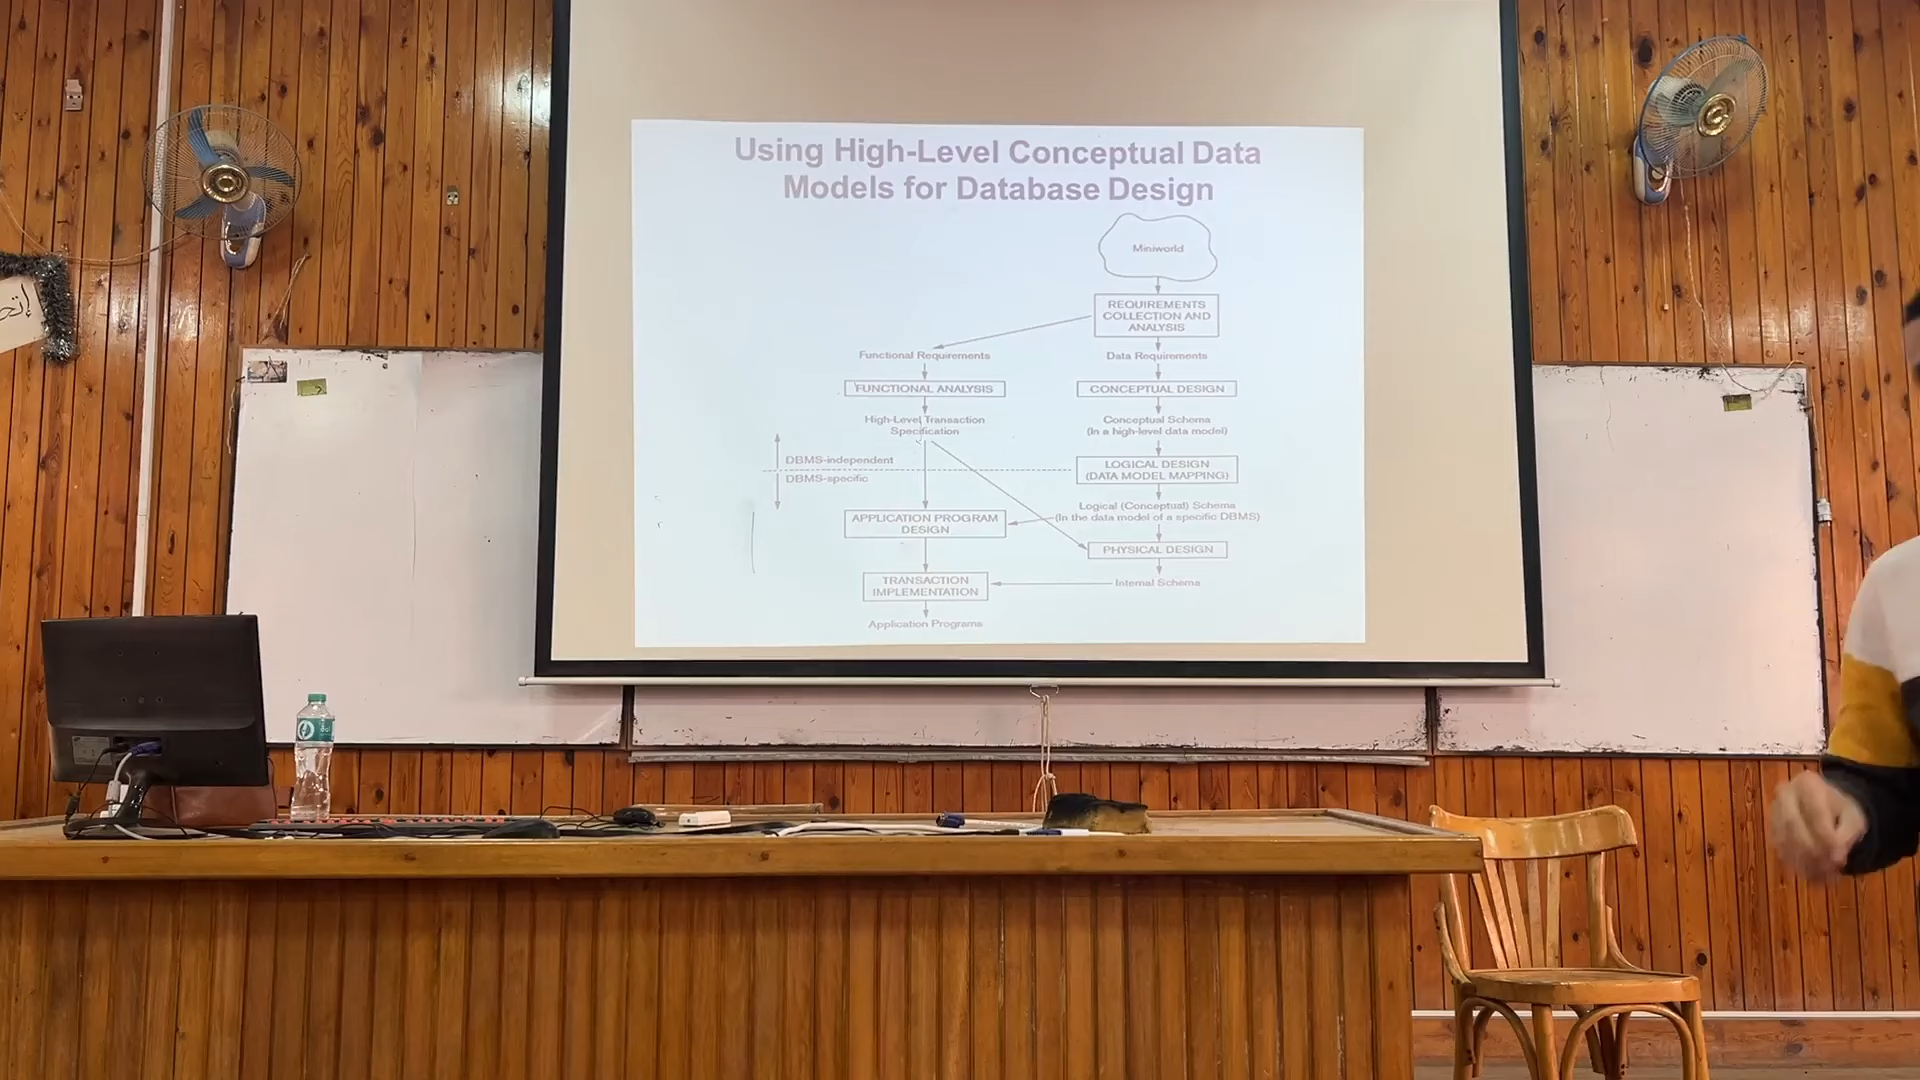 Using High-Level Conceptual Data
Models for Database Design
Miniworld
REQUIREMENTS
COLLECTION AND
ANALYSIS
Functional Requirements
Data Requirements
FUNCTIONAL ANALYSIS
CONCEPTUAL DESIGN
High-Level Transaction
Specification
Conceptual Schema
(In a high-level data model)
DBMS-independent
DBMS-specific
LOGICAL DESIGN
(DATA MODEL MAPPING)
Logical (Conceptual) Schema
(In the data model of a specific DBMS)
APPLICATION PROGRAM
DESIGN
PHYSICAL DESIGN
TRANSACTION
IMPLEMENTATION
Internal Schema
Application Programs